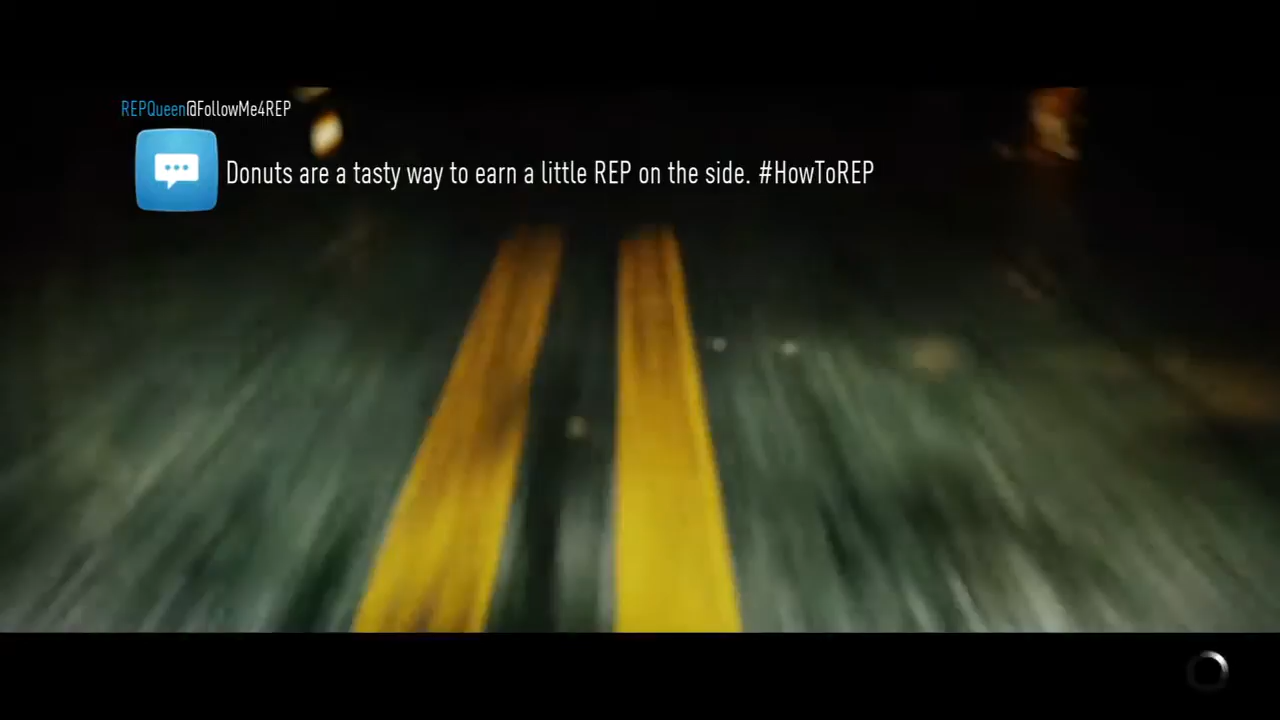 REPQueen@FollowMe4REP
Donuts are a tasty way to earn a little REP on the side. #HowToREP